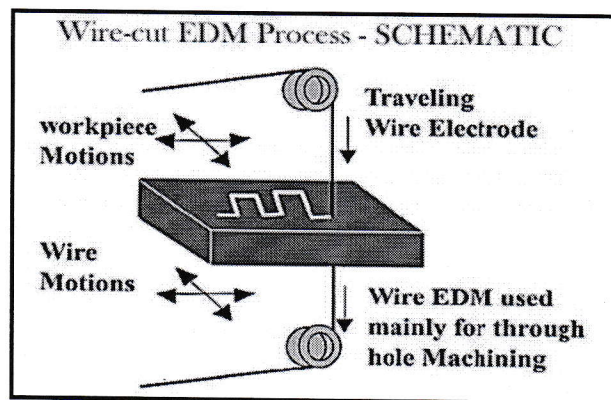 Wire-cut EDM Process - SCHEMATIC
Traveling
Wire Electrode
workpiece
Motions
Wire
Motions
Wire EDM used
mainly for through
hole Machining